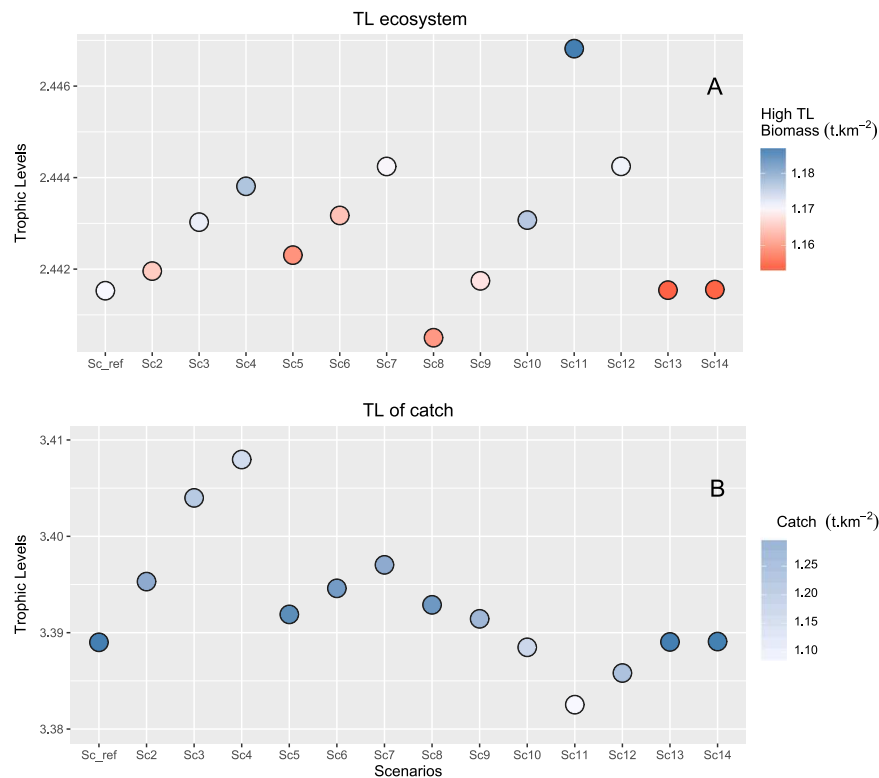 TL ecosystem
A
2.446
2.444
2.442
Trophic Levels
Sc_ref Sc2 Sc3 Sc4 Sc5 Sc6 Sc7 Sc8 Sc9 Sc10 Sc11 Sc12 Sc13 Sc14
High TL
Biomass (t.km−2)
1.18
1.17
1.16
TL of catch
B
3.41
3.40
3.39
3.38
Trophic Levels
Sc_ref Sc2 Sc3 Sc4 Sc5 Sc6 Sc7 Sc8 Sc9 Sc10 Sc11 Sc12 Sc13 Sc14
Scenarios
Catch (t.km−2)
1.25
1.20
1.15
1.10